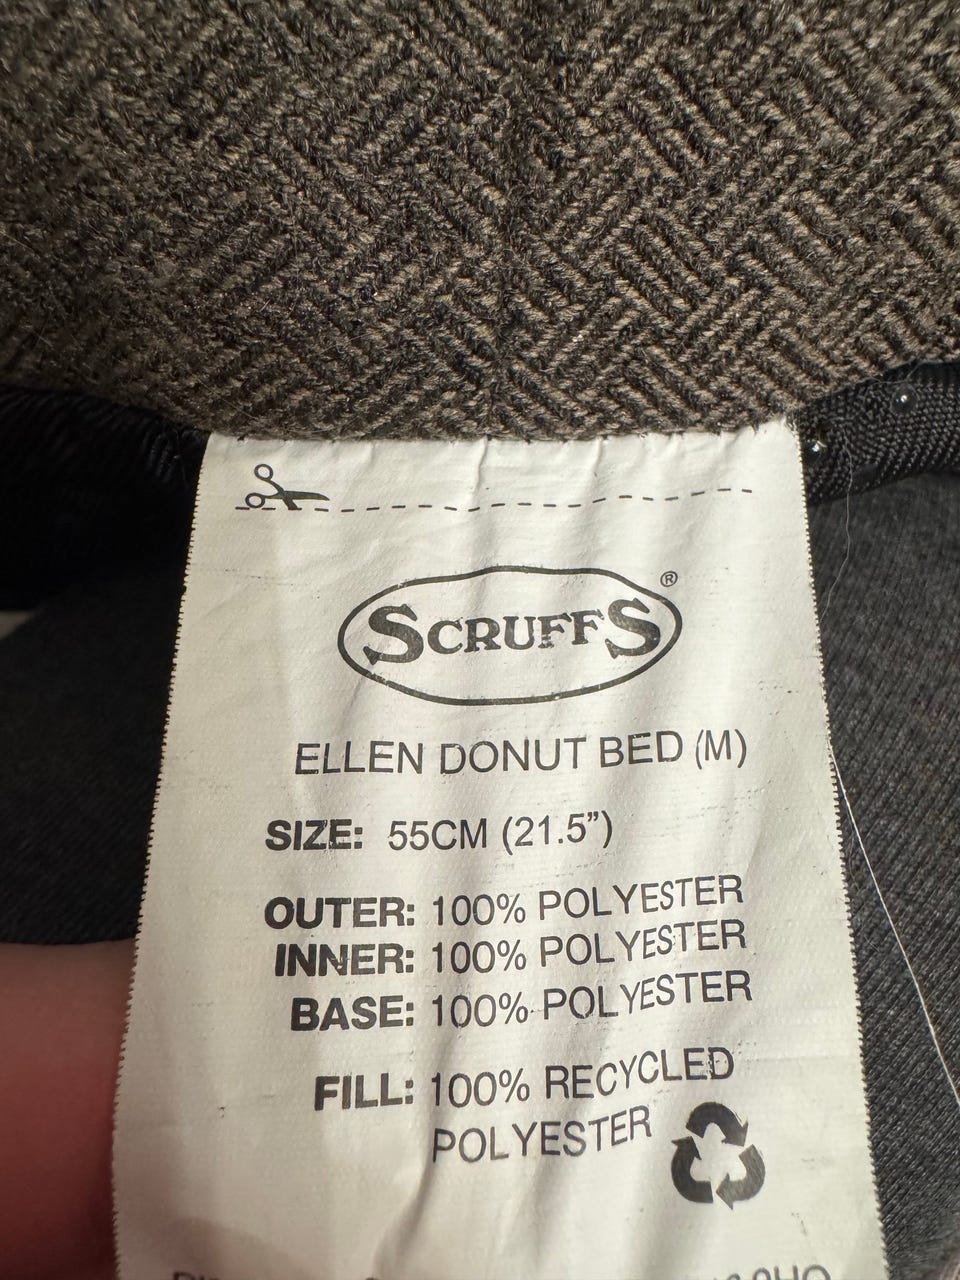 SCRUFFS®
ELLEN DONUT BED (M)
SIZE: 55CM (21.5”)
OUTER: 100% POLYESTER
INNER: 100% POLYESTER
BASE: 100% POLYESTER
FILL: 100% RECYCLED
POLYESTER